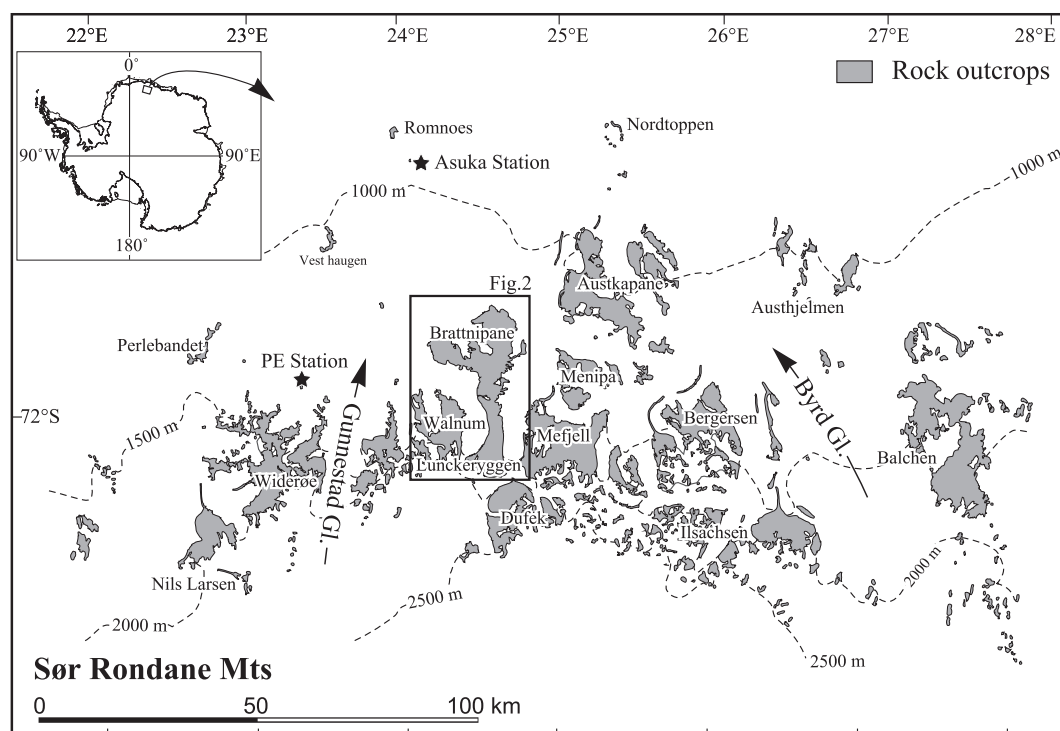 22°E 23°E 24°E 25°E 26°E 27°E 28°E
0°
90°W
90°E
180°
Rock outcrops
Romnoes
Nordtoppen
Asuka Station
1000 m
1000 m
Vest haugen
Fig.2
Austkapane
Austhjelmen
Brattnipane
Perlebandet
PE Station
Menipa
72°S
1500 m
Gunnestad Gl.
Walnum
Mefjell
Bergersen
Byrd Gl.
Balchen
Lunckeryggen
Widerøe
Dufek
Ilsachsen
Nils Larsen
2000 m
2500 m
2000 m
2500 m
Sør Rondane Mts
0 50 100 km